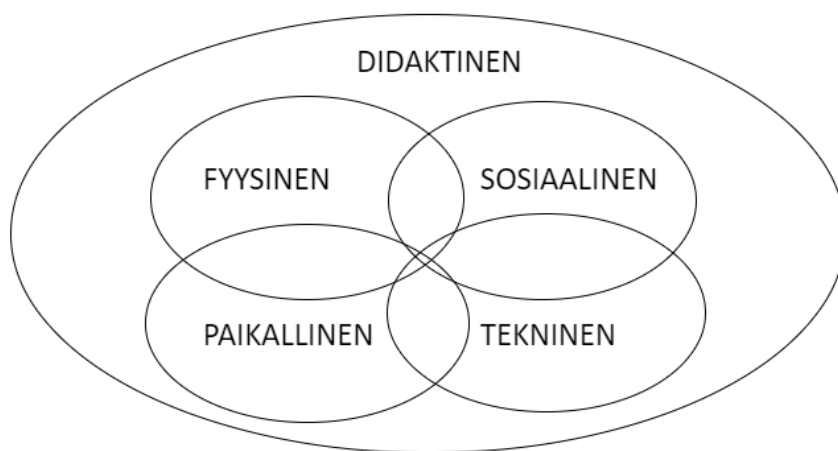 DIDAKTINEN
FYYSINEN
SOSIAALINEN
PAIKALLINEN
TEKNINEN